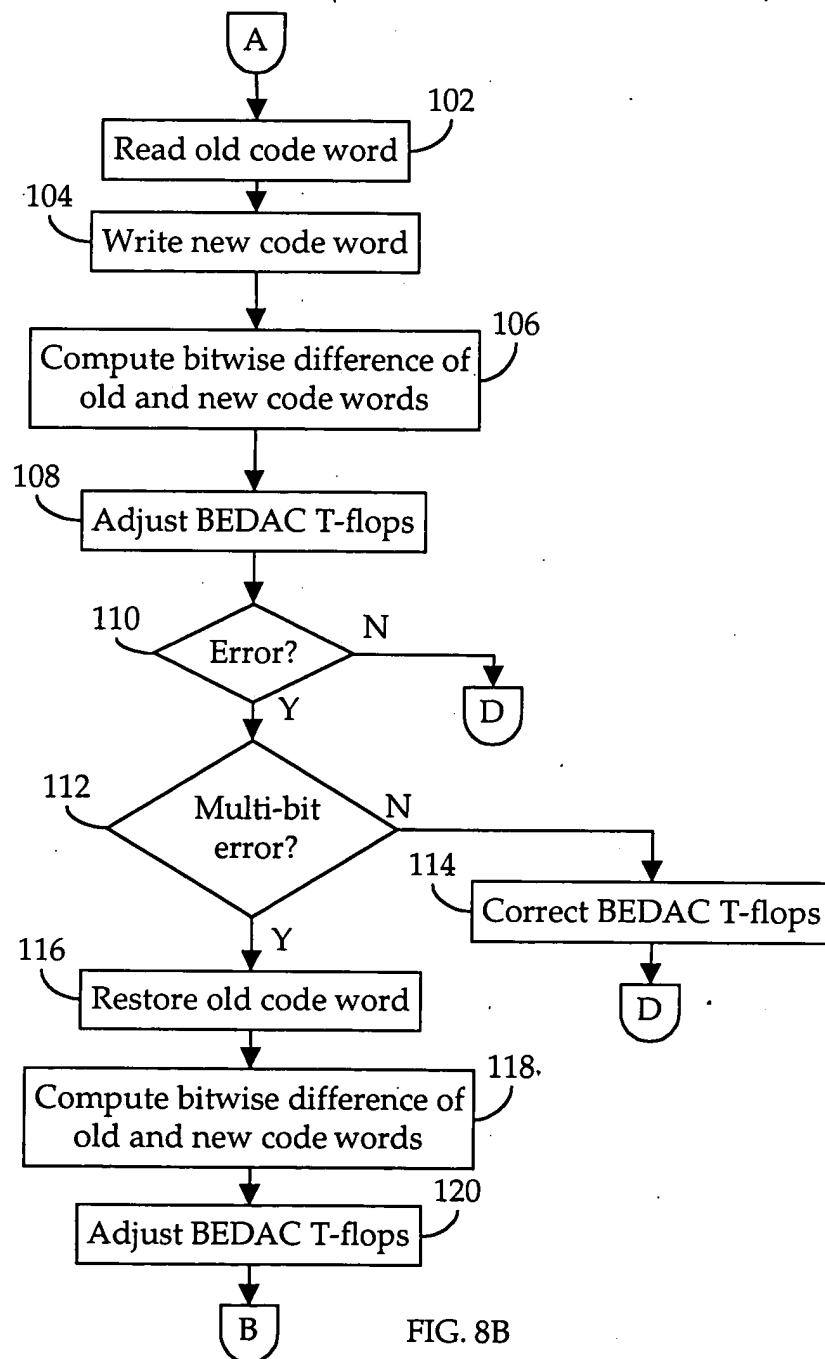 A
102
Read old code word
104
Write new code word
106
Compute bitwise difference of
old and new code words
108
Adjust BEDAC T-flops
110
Error?
N
D
Y
112
Multi-bit
error?
N
114
Correct BEDAC T-flops
D
Y
116
Restore old code word
118
Compute bitwise difference of
old and new code words
120
Adjust BEDAC T-flops
B
FIG. 8B